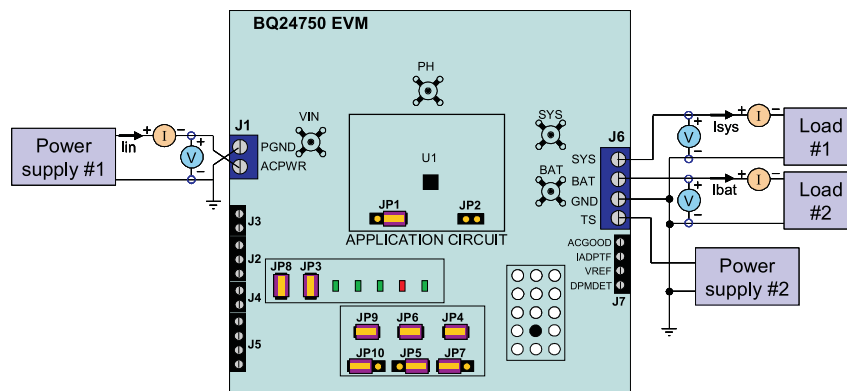 BQ24750 EVM
PH
VIN
SYS
BAT
J1
PGND
ACPWR
Iin
+
I
−
+
V
−
Power
supply #1
U1
JP1
JP2
APPLICATION CIRCUIT
J6
SYS
BAT
GND
TS
+
V
−
Isys
+
I
−
Load
#1
+
V
−
Ibat
+
I
−
Load
#2
Power
supply #2
ACGOOD
IADPTF
VREF
DPMDET
J7
J3
J2
J4
J5
JP8
JP3
JP9
JP6
JP4
JP10
JP5
JP7